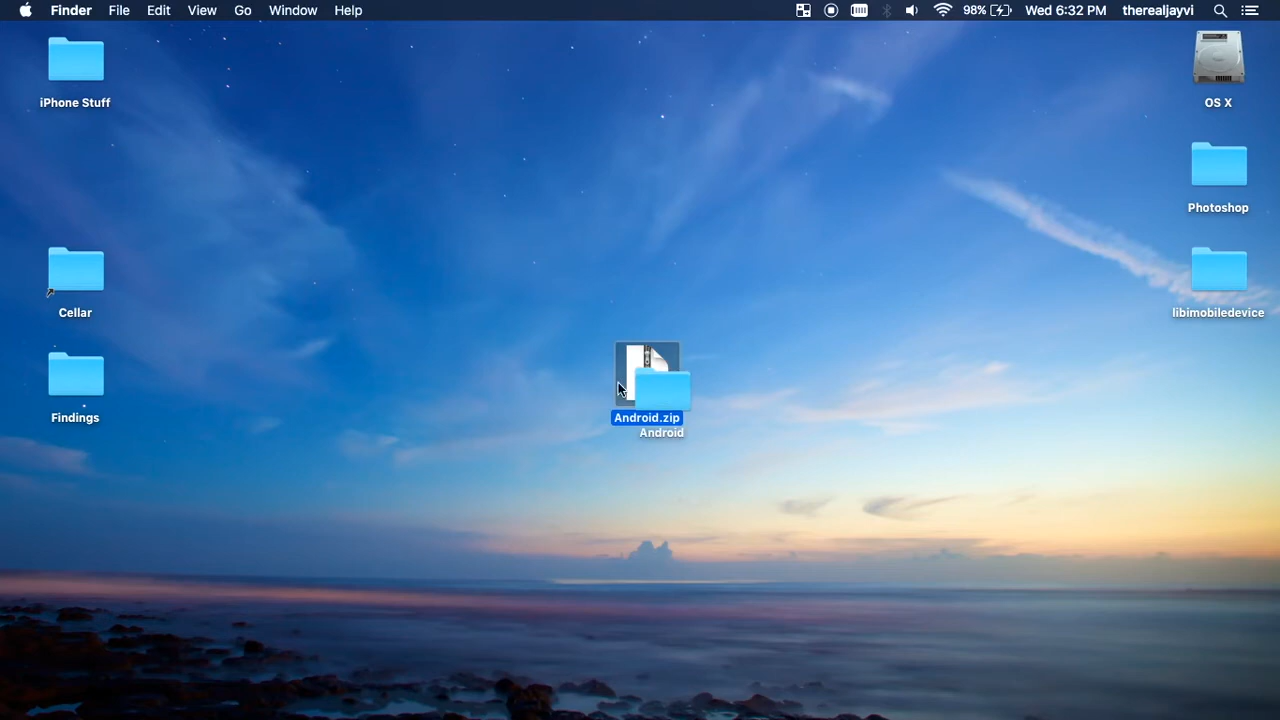 Finder File Edit View Go Window Help 98% Wed 6:32 PM therealjayvi
iPhone Stuff
OS X
Photoshop
Cellar
libimobiledevice
Findings
Android.zip
Android